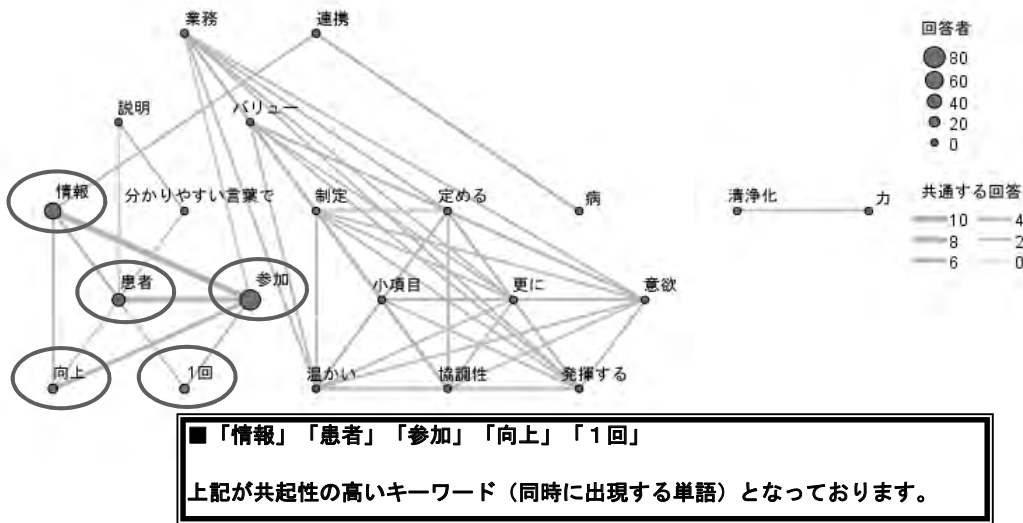 業務
連携
説明
バリュー
情報
分かりやすい言葉で
制定
定める
病
清浄化
力
患者
参加
小項目
更に
意欲
向上
1回
温かい
協調性
発揮する
回答者
80
60
40
20
0
共通する回答
10 4
8 2
6 0
■「情報」「患者」「参加」「向上」「1回」
上記が共起性の高いキーワード（同時に出現する単語）となっております。